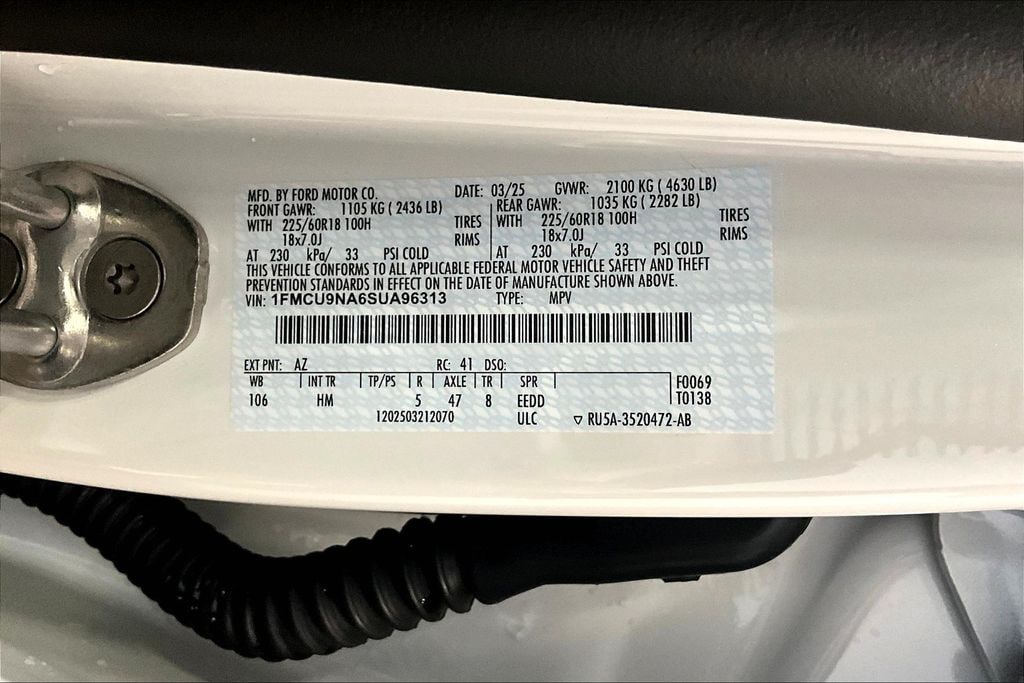 MFD. BY FORD MOTOR CO. DATE: 03/25 GVWR: 2100 KG ( 4630 LB)
FRONT GAWR: 1105 KG ( 2436 LB) REAR GAWR: 1035 KG ( 2282 LB)
WITH 225/60R18 100H TIRES WITH 225/60R18 100H TIRES
18x7.0J RIMS 18x7.0J RIMS
AT 230 kPa/ 33 PSI COLD AT 230 kPa/ 33 PSI COLD
THIS VEHICLE CONFORMS TO ALL APPLICABLE FEDERAL MOTOR VEHICLE SAFETY AND THEFT
PREVENTION STANDARDS IN EFFECT ON THE DATE OF MANUFACTURE SHOWN ABOVE.
VIN: 1FMCU9NA6SUA96313 TYPE: MPV
EXT PNT: AZ RC: 41 DSO:
WB INT TR TP/PS R AXLE TR SPR F0069
106 HM 5 47 8 EEDD T0138
1202503212070 ULC ▽ RU5A-3520472-AB